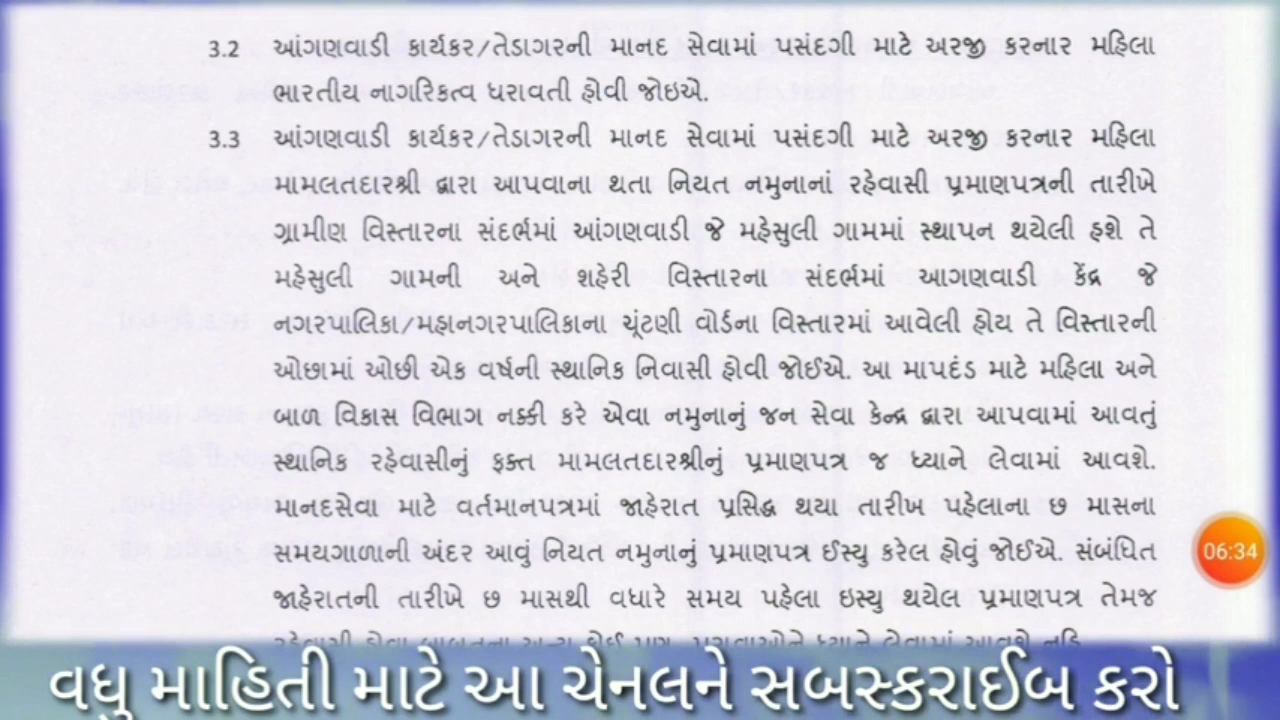 3.2 આંગણવાડી કાર્યકર/તેડાગરની માનદ સેવામાં પસંદગી માટે અરજી કરનાર મહિલા
ભારતીય નાગરિકત્વ ધરાવતી હોવી જોઇએ.
3.3 આંગણવાડી કાર્યકર/તેડાગરની માનદ સેવામાં પસંદગી માટે અરજી કરનાર મહિલા
મામલતદારશ્રી દ્વારા આપવાના થતા નિયત નમુનાનાં રહેવાસી પ્રમાણપત્રની તારીખે
ગ્રામીણ વિસ્તારના સંદર્ભમાં આંગણવાડી જે મહેસુલી ગામમાં સ્થાપન થયેલી હશે તે
મહેસુલી ગામની અને શહેરી વિસ્તારના સંદર્ભમાં આગણવાડી કેંદ્ર જે
નગરપાલિકા/મહાનગરપાલિકાના ચૂંટણી વોર્ડના વિસ્તારમાં આવેલી હોય તે વિસ્તારની
ઓછામાં ઓછી એક વર્ષની સ્થાનિક નિવાસી હોવી જોઈએ. આ માપદંડ માટે મહિલા અને
બાળ વિકાસ વિભાગ નક્કી કરે એવા નમુનાનું જન સેવા કેન્દ્ર દ્વારા આપવામાં આવતું
સ્થાનિક રહેવાસીનું ફક્ત મામલતદારશ્રીનું પ્રમાણપત્ર જ ધ્યાને લેવામાં આવશે.
માનદસેવા માટે વર્તમાનપત્રમાં જાહેરાત પ્રસિદ્ધ થયા તારીખ પહેલાના છ માસના
સમયગાળાની અંદર આવું નિયત નમુનાનું પ્રમાણપત્ર ઈસ્યુ કરેલ હોવું જોઈએ. સંબંધિત
જાહેરાતની તારીખે છ માસથી વધારે સમય પહેલા ઇસ્યુ થયેલ પ્રમાણપત્ર તેમજ
06:34
વધુ માહિતી માટે આ ચેનલને સબસ્કરાઈબ કરો